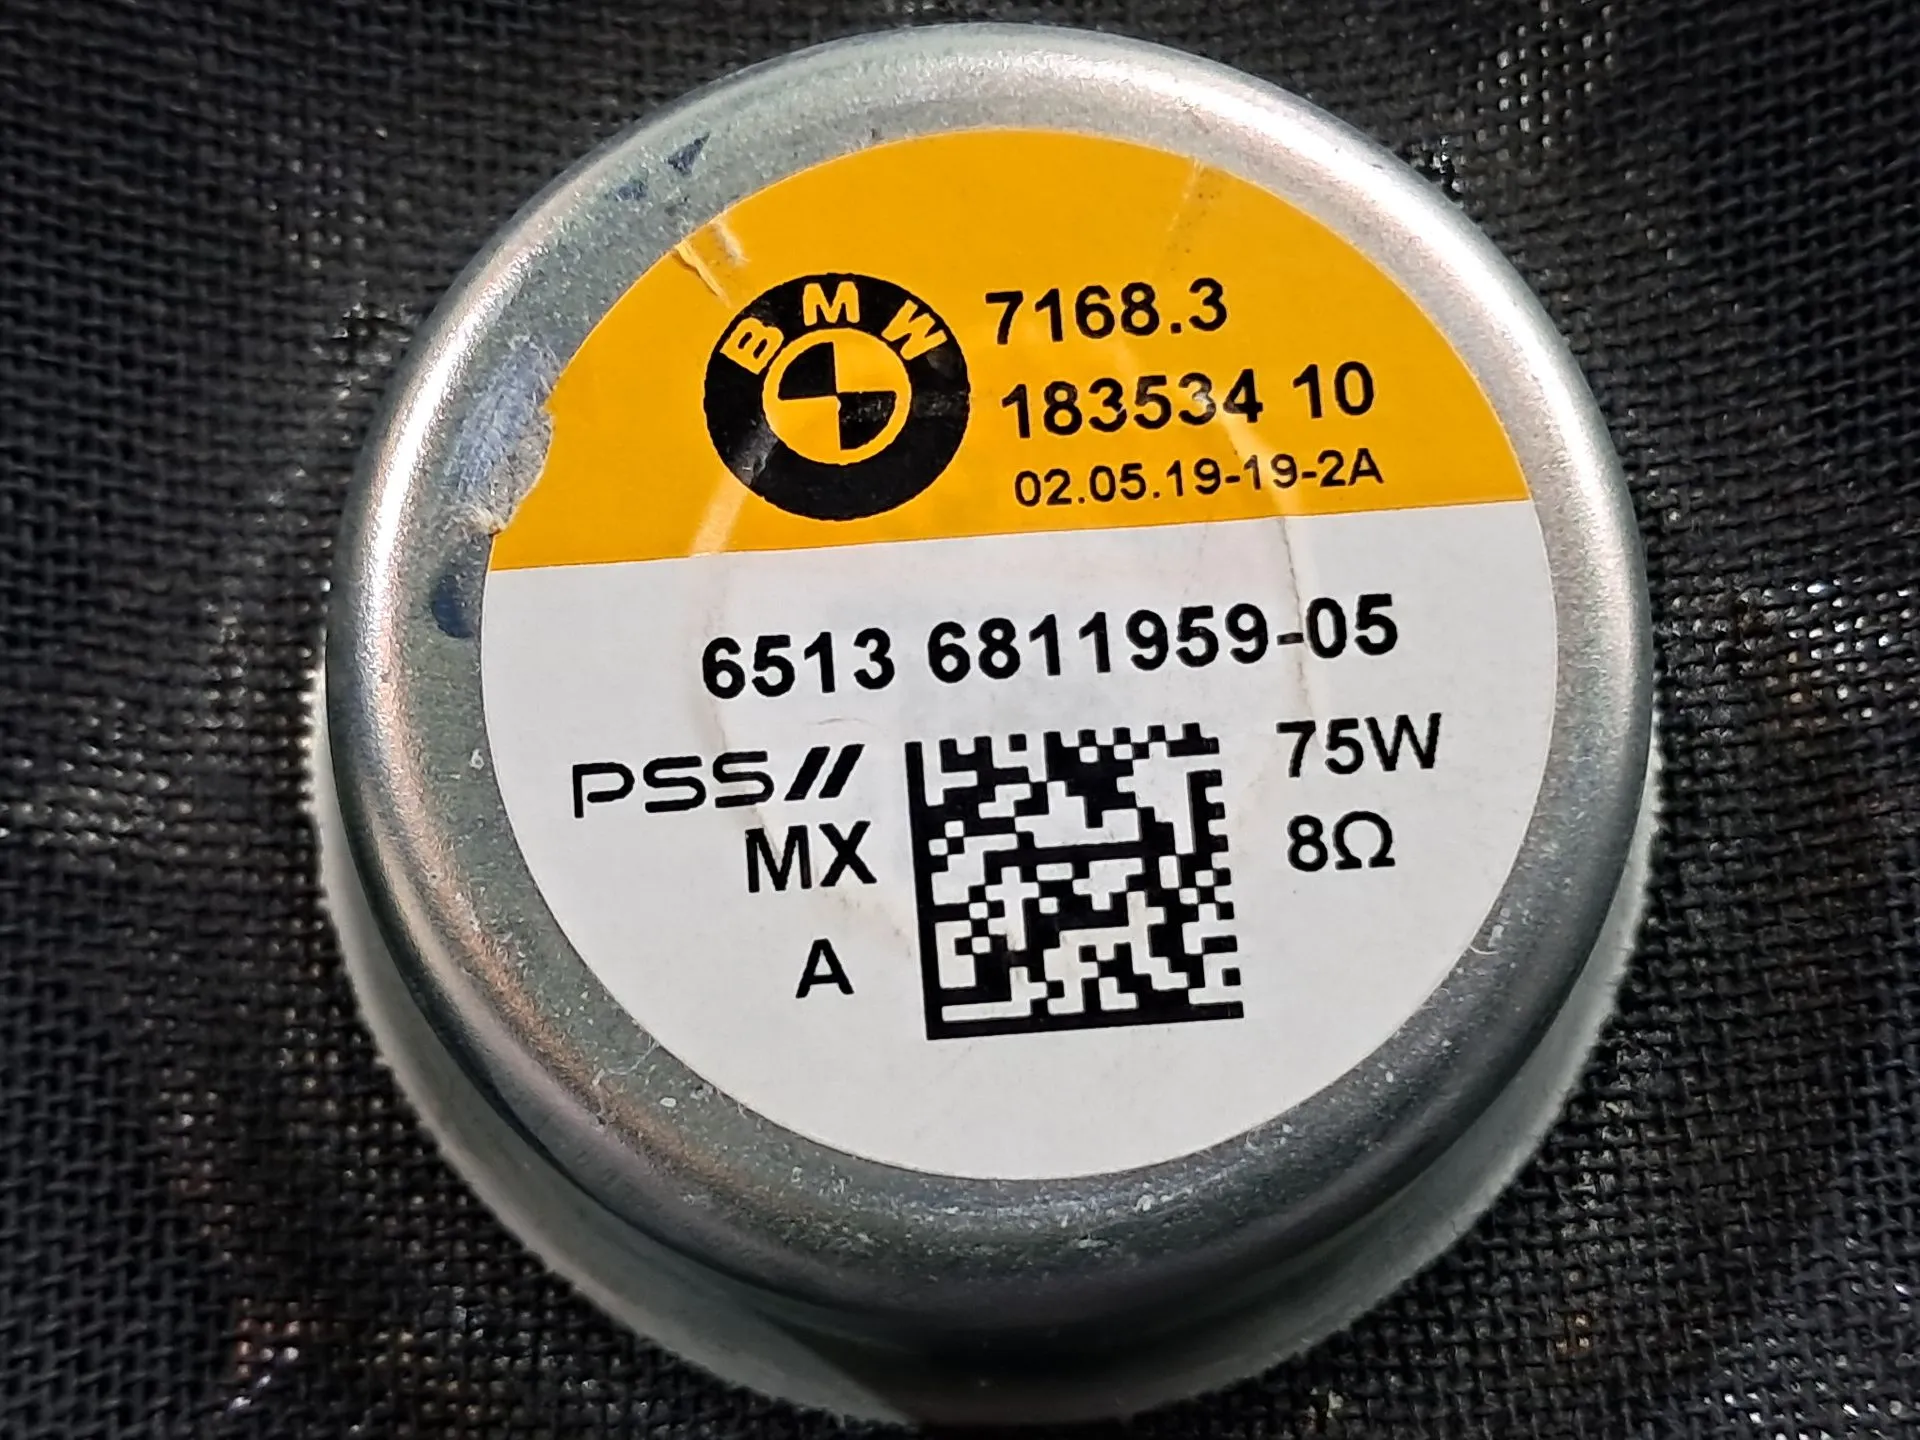 BMW
7168.3
183534 10
02.05.19-19-2A
6513 6811959-05
PSS//
75W
MX
8Ω
A